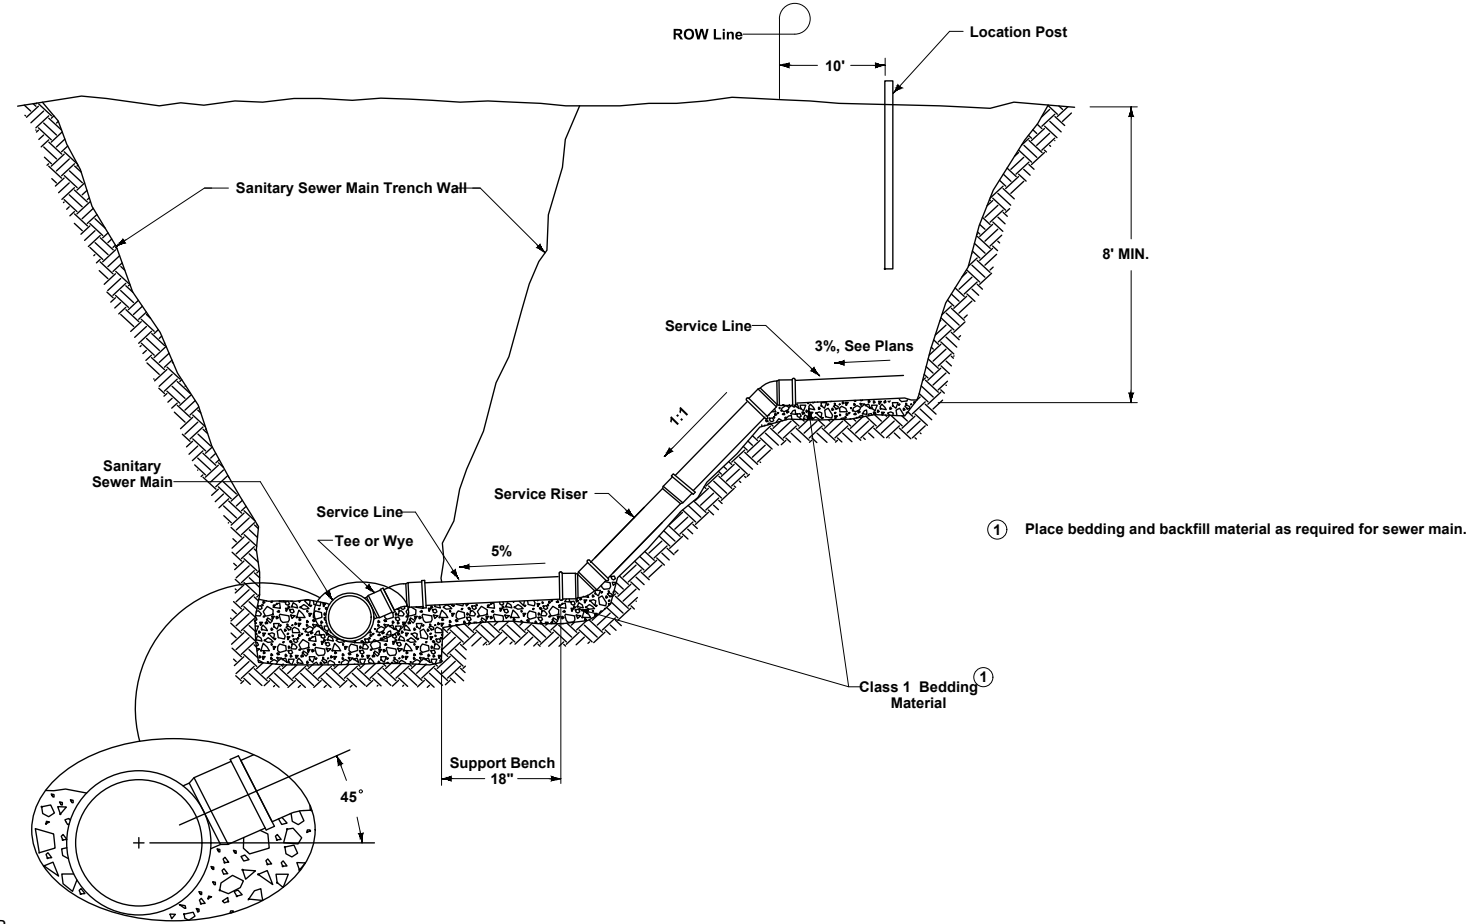 ROW Line
Location Post
10'
Sanitary Sewer Main Trench Wall
8' MIN.
Service Line
3%, See Plans
1:1
Sanitary
Sewer Main
Service Riser
Service Line
Tee or Wye
5%
① Place bedding and backfill material as required for sewer main.
Class 1 Bedding ①
Material
Support Bench
18"
45°